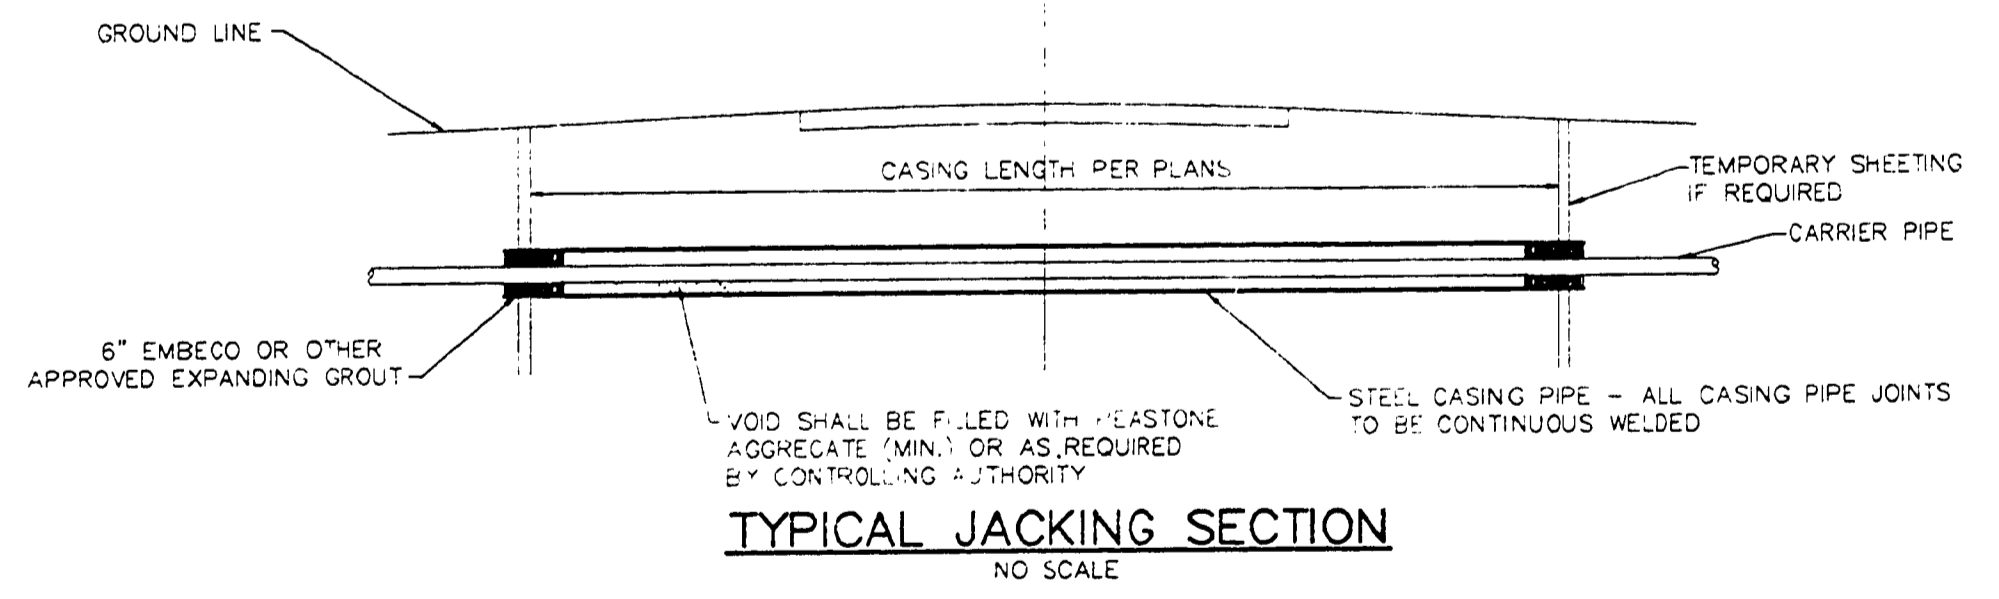 GROUND LINE
CASING LENGTH PER PLANS
TEMPORARY SHEETING
IF REQUIRED
CARRIER PIPE
6" EMBECO OR OTHER
APPROVED EXPANDING GROUT
STEEL CASING PIPE - ALL CASING PIPE JOINTS
TO BE CONTINUOUS WELDED
VOID SHALL BE FILLED WITH PEASTONE
AGGRECATE (MIN.) OR AS REQUIRED
BY CONTROLLING AUTHORITY
TYPICAL JACKING SECTION
NO SCALE